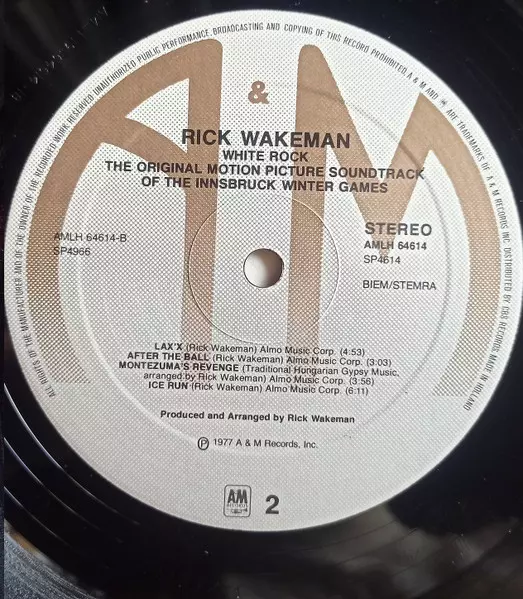 ALL RIGHTS OF THE MANUFACTURER AND OF THE OWNER OF THE RECORDED WORK RESERVED UNAUTHORIZED PUBLIC PERFORMANCE, BROADCASTING AND COPYING OF THIS RECORD PROHIBITED A & M AND ARE TRADEMARKS OF A & M RECORDS INC. DISTRIBUTED BY CBS RECORDS. MADE IN HOLLAND
A & M
RICK WAKEMAN
WHITE ROCK
THE ORIGINAL MOTION PICTURE SOUNDTRACK
OF THE INNSBRUCK WINTER GAMES
AMLH 64614-B
SP4966
STEREO
AMLH 64614
SP4614
BIEM/STEMRA
LAX'X (Rick Wakeman) Almo Music Corp. (4:53)
AFTER THE BALL (Rick Wakeman) Almo Music Corp. (3:03)
MONTEZUMA'S REVENGE (Traditional Hungarian Gypsy Music,
arranged by Rick Wakeman) Almo Music Corp. (3:56)
ICE RUN (Rick Wakeman) Almo Music Corp. (6:11)
Produced and Arranged by Rick Wakeman
℗ 1977 A & M Records, Inc.
AM
RECORDS
2